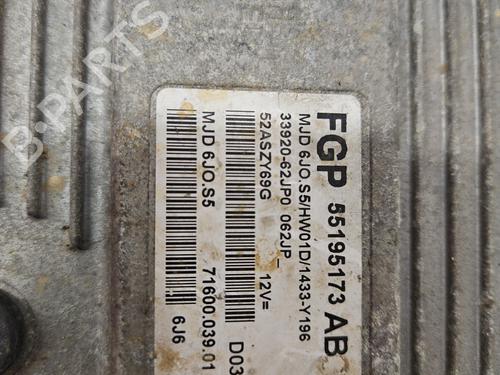 FGP 55195173 AB
MJD 6JO.S5/HW01D/1433-Y196
33920-62JP0 062JP_
52ASZY69G 12V=
D03
MJD 6JO.S5 71600.039.01
6J6
B-PARTS